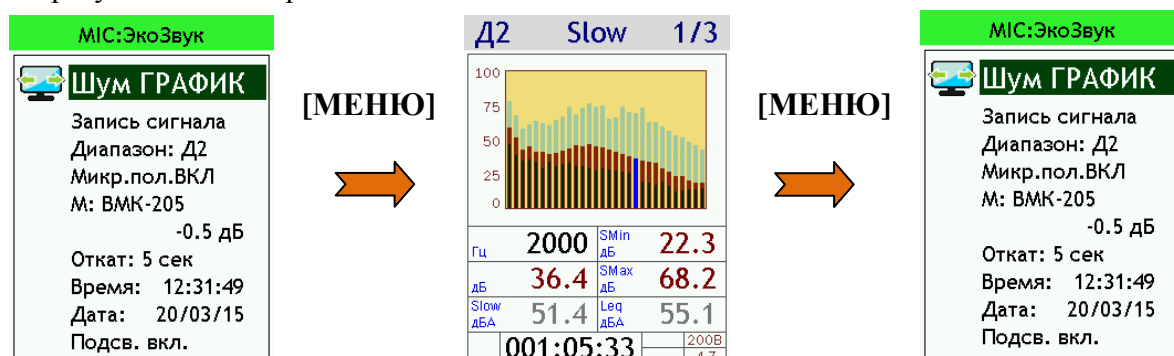 MIC:ЭкоЗвук
Шум ГРАФИК
Запись сигнала
Диапазон: Д2
Микр.пол.ВКЛ
М: ВМК-205
-0.5 дБ
Откат: 5 сек
Время: 12:31:49
Дата: 20/03/15
Подсв. вкл.
[МЕНЮ]
Д2 Slow 1/3
100
75
50
25
0
Гц 2000 SMin дБ 22.3
дБ 36.4 SMax дБ 68.2
Slow дБА 51.4 Leq дБА 55.1
001:05:33 200В
[МЕНЮ]
MIC:ЭкоЗвук
Шум ГРАФИК
Запись сигнала
Диапазон: Д2
Микр.пол.ВКЛ
М: ВМК-205
-0.5 дБ
Откат: 5 сек
Время: 12:31:49
Дата: 20/03/15
Подсв. вкл.